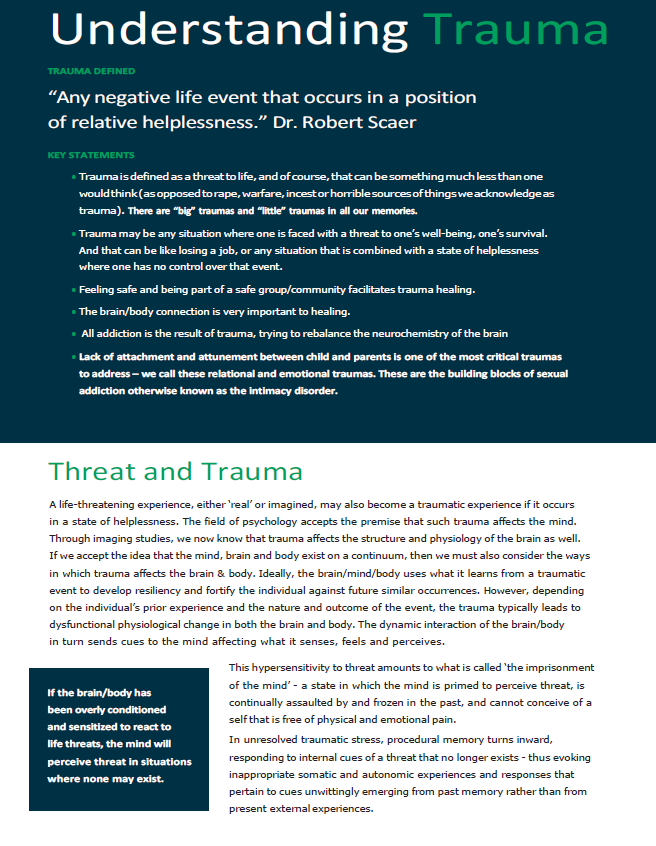 Understanding Trauma
TRAUMA DEFINED
“Any negative life event that occurs in a position
of relative helplessness.” Dr. Robert Scaer
KEY STATEMENTS
• Trauma is defined as a threat to life, and of course, that can be something much less than one
would think (as opposed to rape, warfare, incest or horrible sources of things we acknowledge as
trauma). There are “big” traumas and “little” traumas in all our memories.
• Trauma may be any situation where one is faced with a threat to one’s well-being, one’s survival.
And that can be like losing a job, or any situation that is combined with a state of helplessness
where one has no control over that event.
• Feeling safe and being part of a safe group/community facilitates trauma healing.
• The brain/body connection is very important to healing.
• All addiction is the result of trauma, trying to rebalance the neurochemistry of the brain
• Lack of attachment and attunement between child and parents is one of the most critical traumas
to address – we call these relational and emotional traumas. These are the building blocks of sexual
addiction otherwise known as the intimacy disorder.
Threat and Trauma
A life-threatening experience, either ‘real’ or imagined, may also become a traumatic experience if it occurs
in a state of helplessness. The field of psychology accepts the premise that such trauma affects the mind.
Through imaging studies, we now know that trauma affects the structure and physiology of the brain as well.
If we accept the idea that the mind, brain and body exist on a continuum, then we must also consider the ways
in which trauma affects the brain & body. Ideally, the brain/mind/body uses what it learns from a traumatic
event to develop resiliency and fortify the individual against future similar occurrences. However, depending
on the individual’s prior experience and the nature and outcome of the event, the trauma typically leads to
dysfunctional physiological change in both the brain and body. The dynamic interaction of the brain/body
in turn sends cues to the mind affecting what it senses, feels and perceives.
If the brain/body has
been overly conditioned
and sensitized to react to
life threats, the mind will
perceive threat in situations
where none may exist.
This hypersensitivity to threat amounts to what is called ‘the imprisonment
of the mind’ - a state in which the mind is primed to perceive threat, is
continually assaulted by and frozen in the past, and cannot conceive of a
self that is free of physical and emotional pain.
In unresolved traumatic stress, procedural memory turns inward,
responding to internal cues of a threat that no longer exists - thus evoking
inappropriate somatic and autonomic experiences and responses that
pertain to cues unwittingly emerging from past memory rather than from
present external experiences.